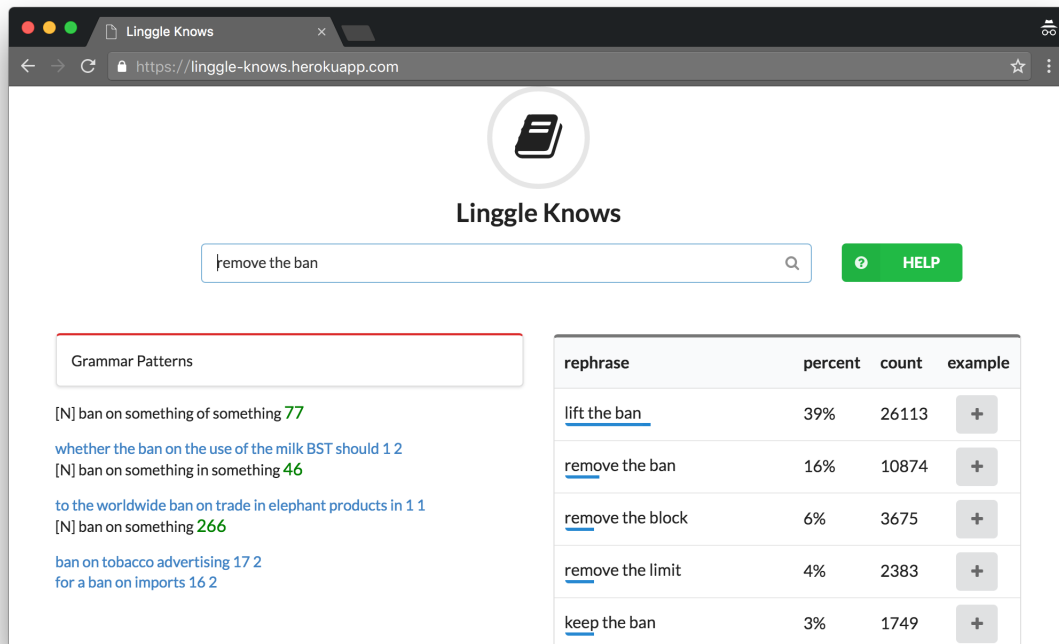 Linggle Knows
https://linggle-knows.herokuapp.com
Linggle Knows
remove the ban
HELP
Grammar Patterns
[N] ban on something of something 77
whether the ban on the use of the milk BST should 1 2
[N] ban on something in something 46
to the worldwide ban on trade in elephant products in 1 1
[N] ban on something 266
ban on tobacco advertising 17 2
for a ban on imports 16 2
rephrase percent count example
lift the ban 39% 26113 +
remove the ban 16% 10874 +
remove the block 6% 3675 +
remove the limit 4% 2383 +
keep the ban 3% 1749 +